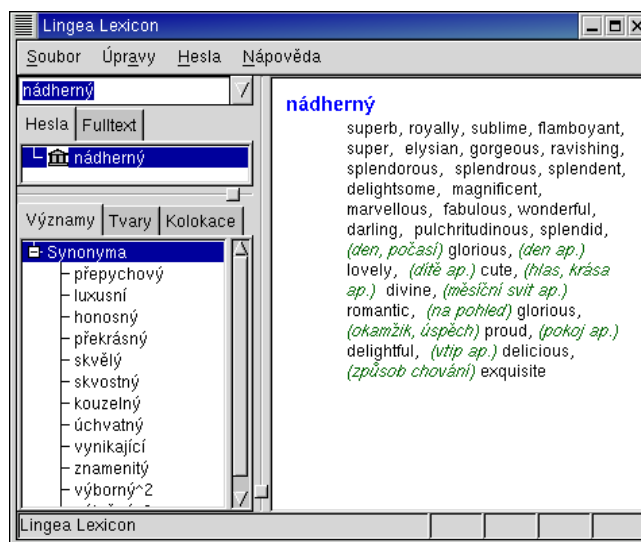 Lingea Lexicon
Soubor Úpravy Hesla Nápověda
nádherný
Hesla Fulltext
nádherný
Významy Tvary Kolokace
Synonyma
přepychový
luxusní
honosný
překrásný
skvělý
skvostný
kouzelný
úchvatný
vynikající
znamenitý
výborný^2
nádherný
superb, royally, sublime, flamboyant,
super, elysian, gorgeous, ravishing,
splendorous, splendrous, splendent,
delightsome, magnificent,
marvellous, fabulous, wonderful,
darling, pulchritudinous, splendid,
(den, počasí) glorious, (den ap.)
lovely, (dítě ap.) cute, (hlas, krása
ap.) divine, (měsíční svit ap.)
romantic, (na pohled) glorious,
(okamžik, úspěch) proud, (pokoj ap.)
delightful, (vtip ap.) delicious,
(způsob chování) exquisite
Lingea Lexicon